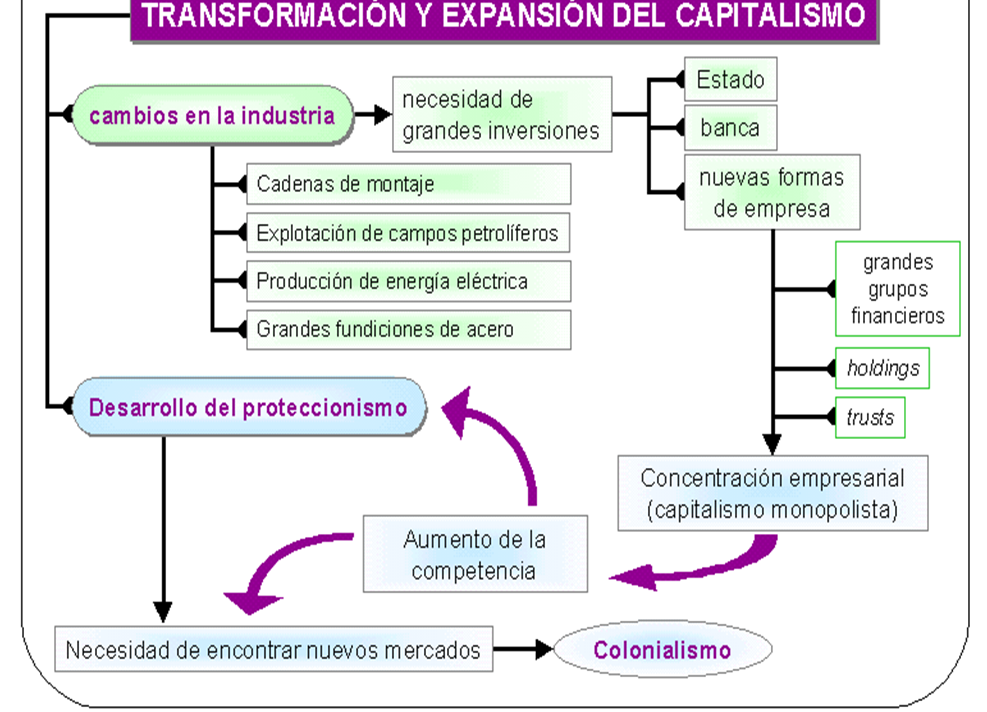 TRANSFORMACIÓN Y EXPANSIÓN DEL CAPITALISMO
cambios en la industria
necesidad de
grandes inversiones
Estado
banca
nuevas formas
de empresa
Cadenas de montaje
Explotación de campos petrolíferos
Producción de energía eléctrica
Grandes fundiciones de acero
grandes
grupos
financieros
holdings
trusts
Desarrollo del proteccionismo
Concentración empresarial
(capitalismo monopolista)
Aumento de la
competencia
Necesidad de encontrar nuevos mercados
Colonialismo